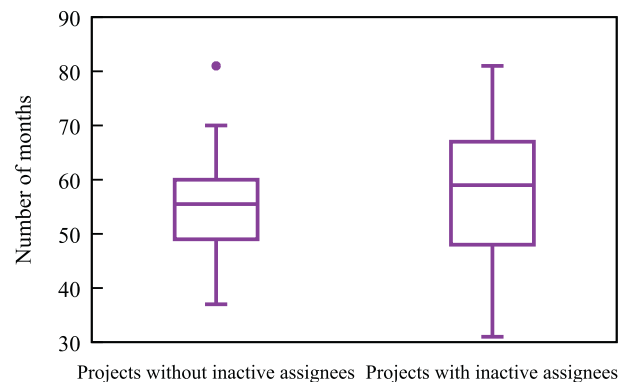 90
80
70
60
50
40
30
Number of months
Projects without inactive assignees
Projects with inactive assignees